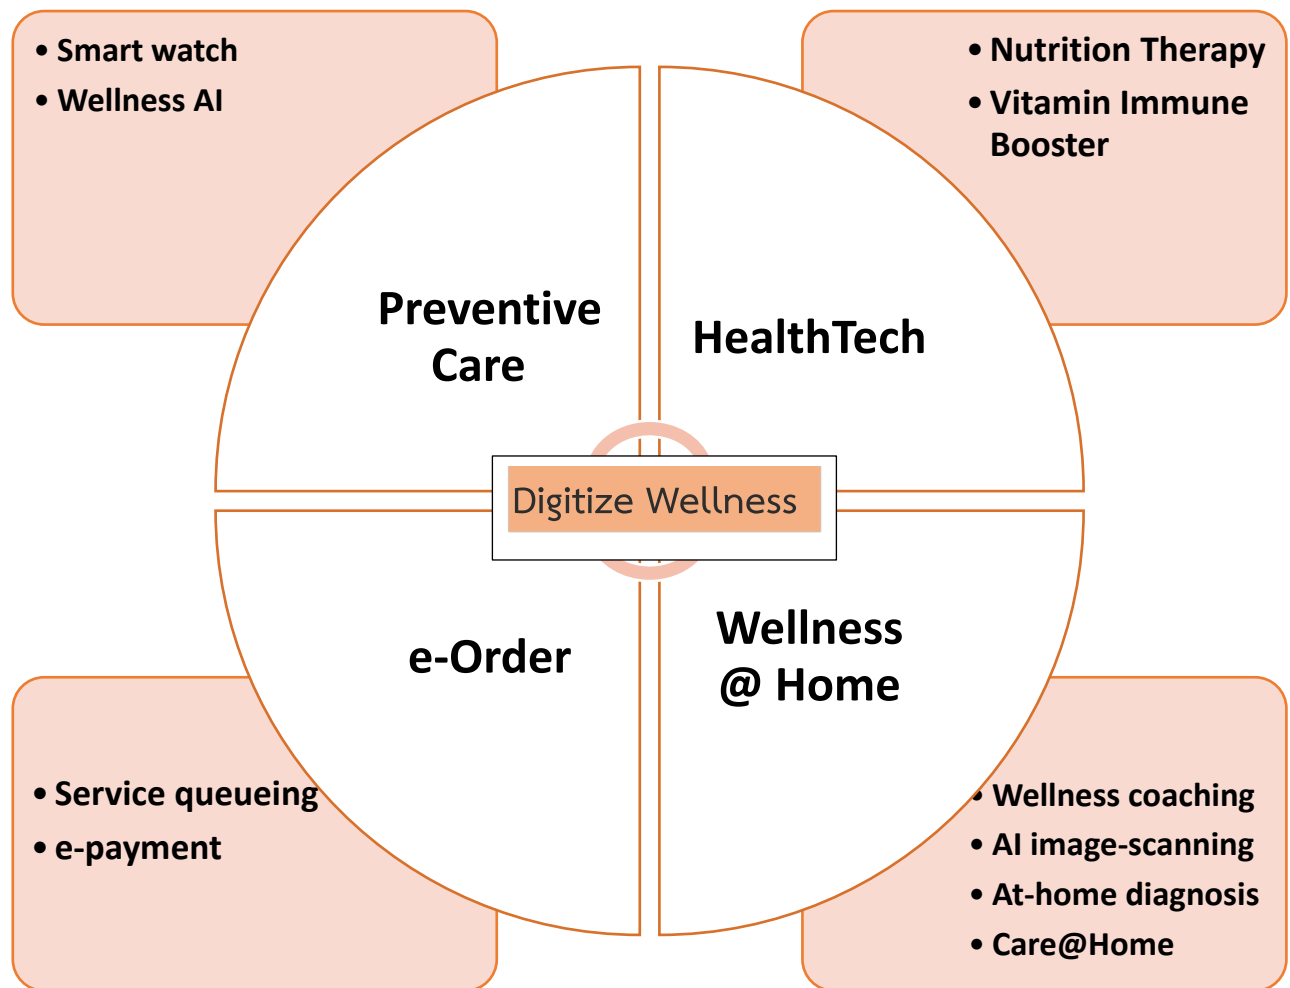 • Smart watch
• Wellness AI
• Nutrition Therapy
• Vitamin Immune
Booster
Preventive
Care
HealthTech
Digitize Wellness
e-Order
Wellness
@ Home
• Service queueing
• e-payment
• Wellness coaching
• AI image-scanning
• At-home diagnosis
• Care@Home